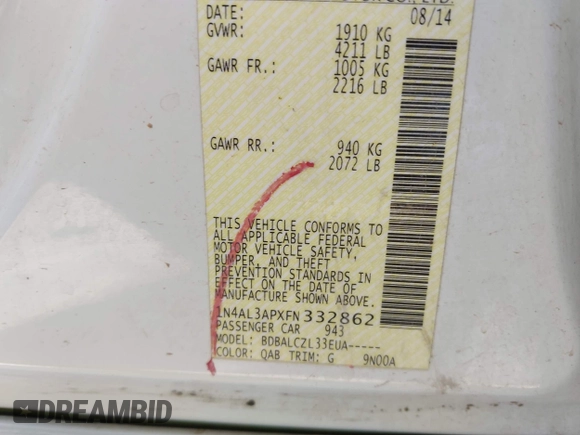 CO., LTD.
DATE: 08/14
GVWR: 1910 KG
4211 LB
GAWR FR.: 1005 KG
2216 LB
GAWR RR.: 940 KG
2072 LB
THIS VEHICLE CONFORMS TO
ALL APPLICABLE FEDERAL
MOTOR VEHICLE SAFETY,
BUMPER, AND THEFT
PREVENTION STANDARDS IN
EFFECT ON THE DATE OF
MANUFACTURE SHOWN ABOVE.
1N4AL3APXFN332862
PASSENGER CAR 943
MODEL: BDBALCZL33EUA-----
COLOR: QAB TRIM: G 9N00A
DREAMBID